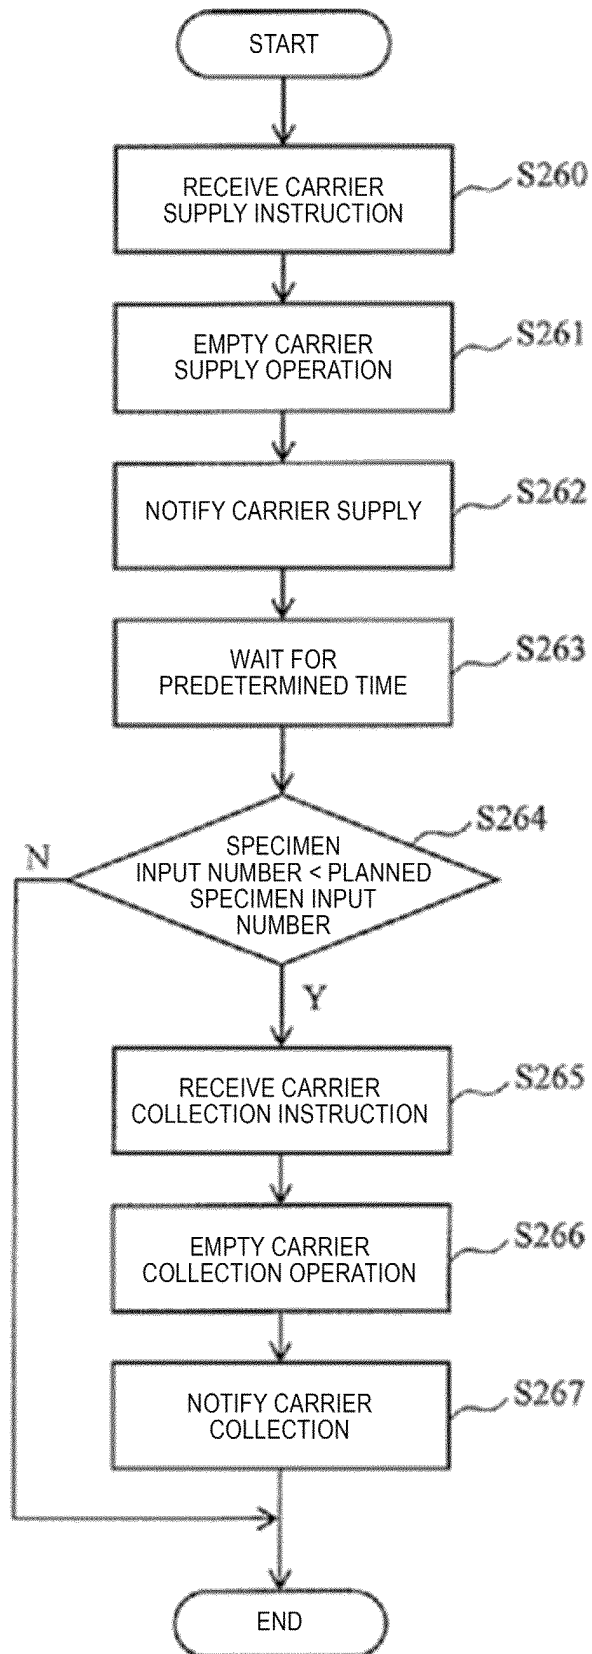 START
RECEIVE CARRIER
SUPPLY INSTRUCTION
S260
EMPTY CARRIER
SUPPLY OPERATION
S261
NOTIFY CARRIER SUPPLY
S262
WAIT FOR
PREDETERMINED TIME
S263
S264
N
SPECIMEN
INPUT NUMBER < PLANNED
SPECIMEN INPUT
NUMBER
Y
RECEIVE CARRIER
COLLECTION INSTRUCTION
S265
EMPTY CARRIER
COLLECTION OPERATION
S266
NOTIFY CARRIER
COLLECTION
S267
END